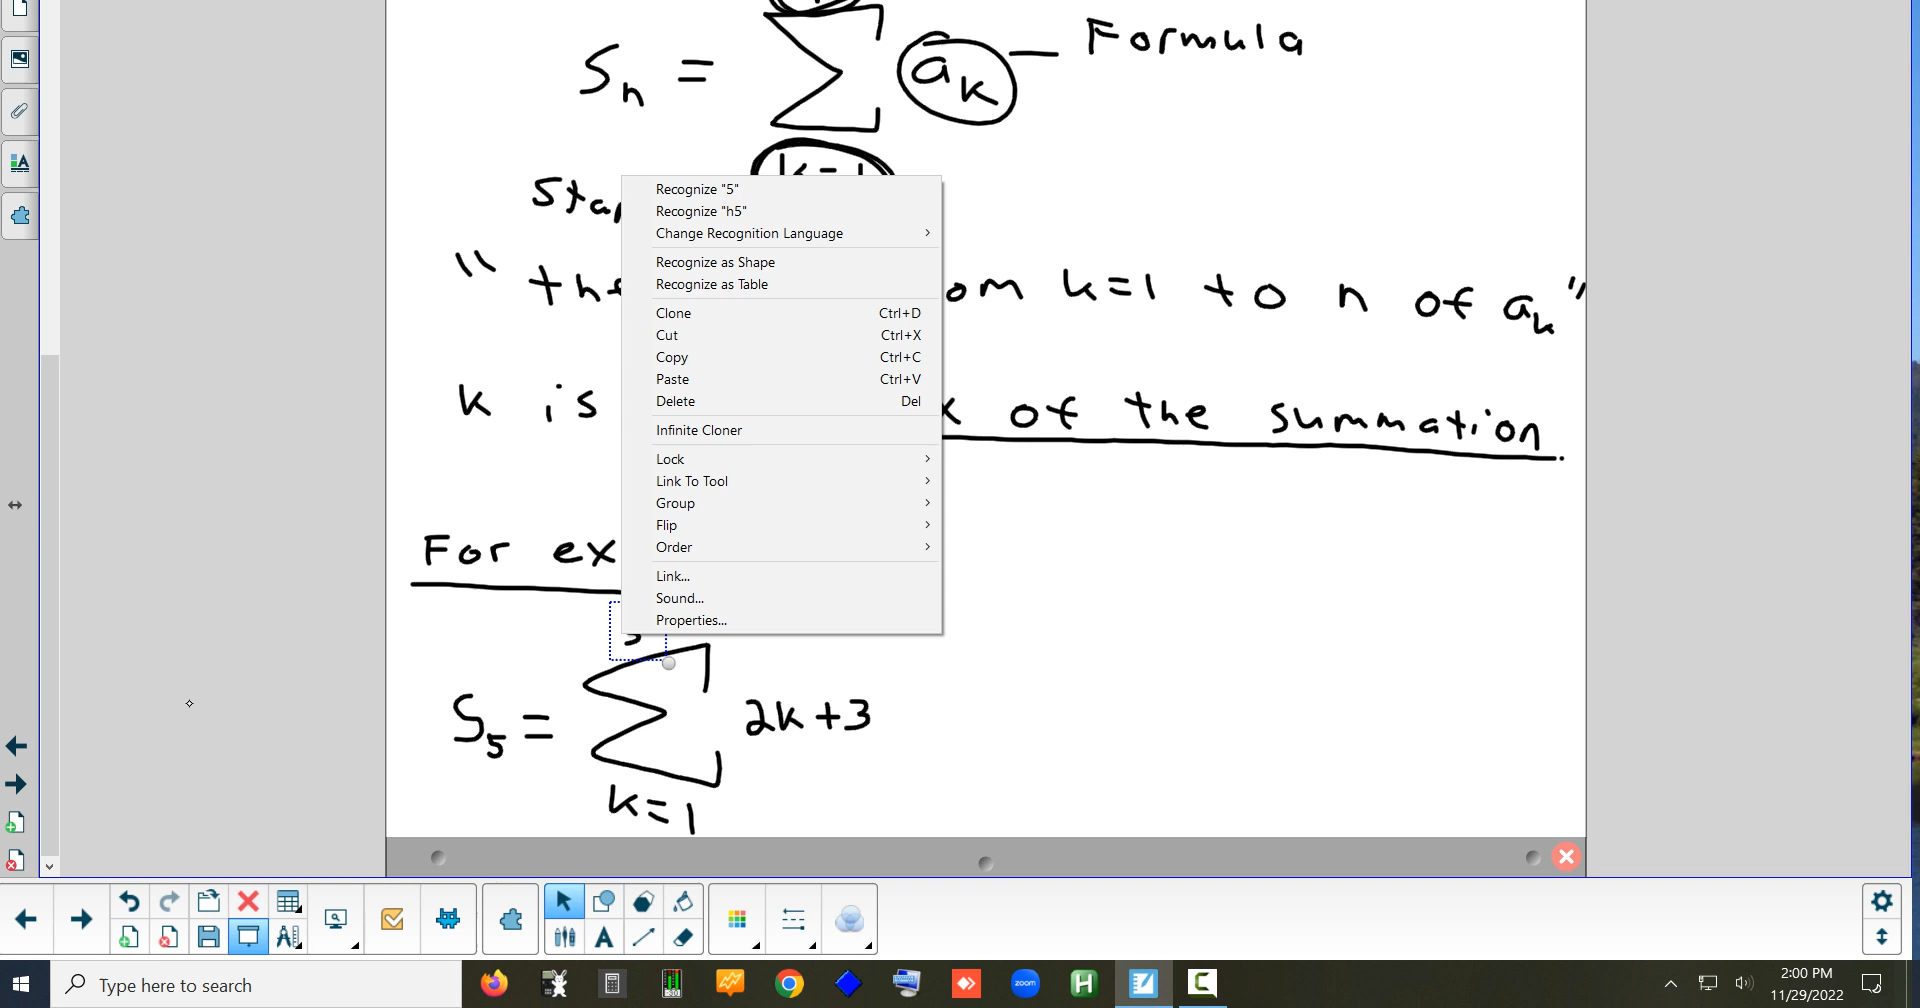 Sₙ = ∑ aₖ — Formula
k=1
" the
om k=1 to n of aₖ"
k is
of the summation.
For ex
5
S₅ = ∑ 2k+3
k=1
Recognize "5"
Recognize "h5"
Change Recognition Language
Recognize as Shape
Recognize as Table
Clone Ctrl+D
Cut Ctrl+X
Copy Ctrl+C
Paste Ctrl+V
Delete Del
Infinite Cloner
Lock
Link To Tool
Group
Flip
Order
Link...
Sound...
Properties...
Type here to search
zoom
H
C
2:00 PM
11/29/2022